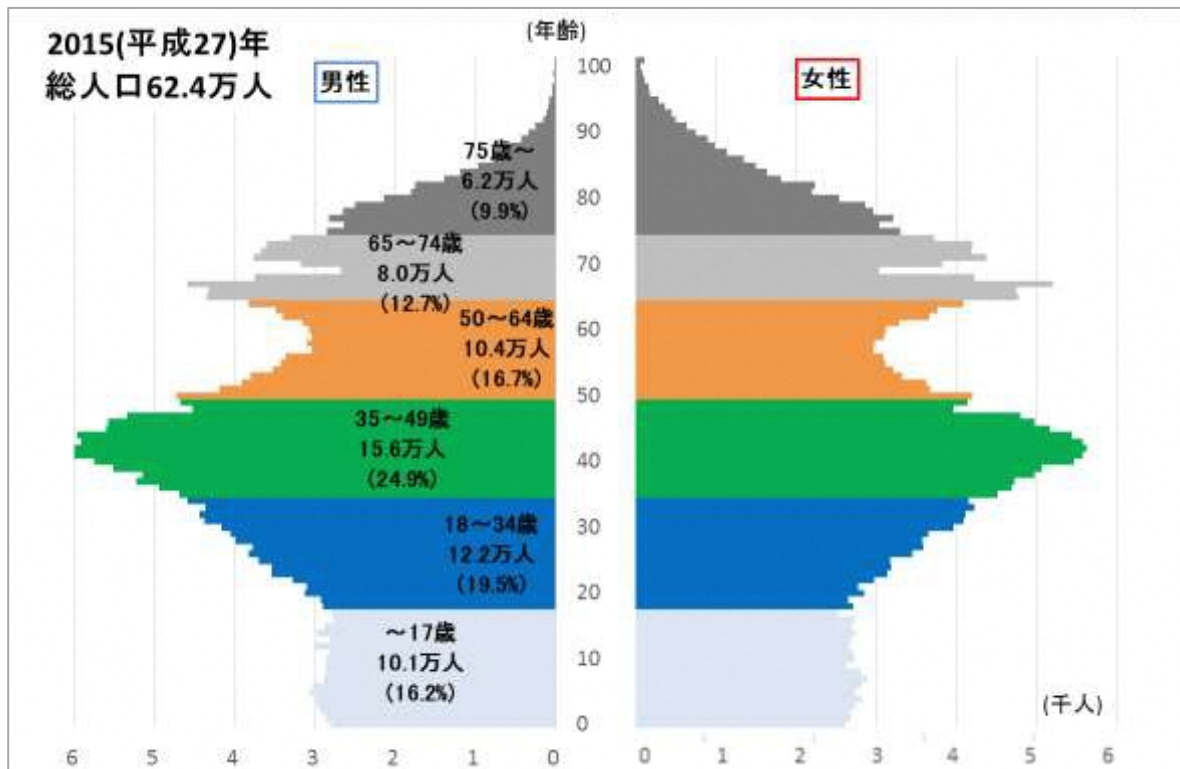 2015(平成27)年
総人口62.4万人
男性
(年齢)
女性
100
90
80
70
60
50
40
30
20
10
0
75歳～
6.2万人
(9.9%)
65～74歳
8.0万人
(12.7%)
50～64歳
10.4万人
(16.7%)
35～49歳
15.6万人
(24.9%)
18～34歳
12.2万人
(19.5%)
～17歳
10.1万人
(16.2%)
(千人)
6 5 4 3 2 1 0
0 1 2 3 4 5 6